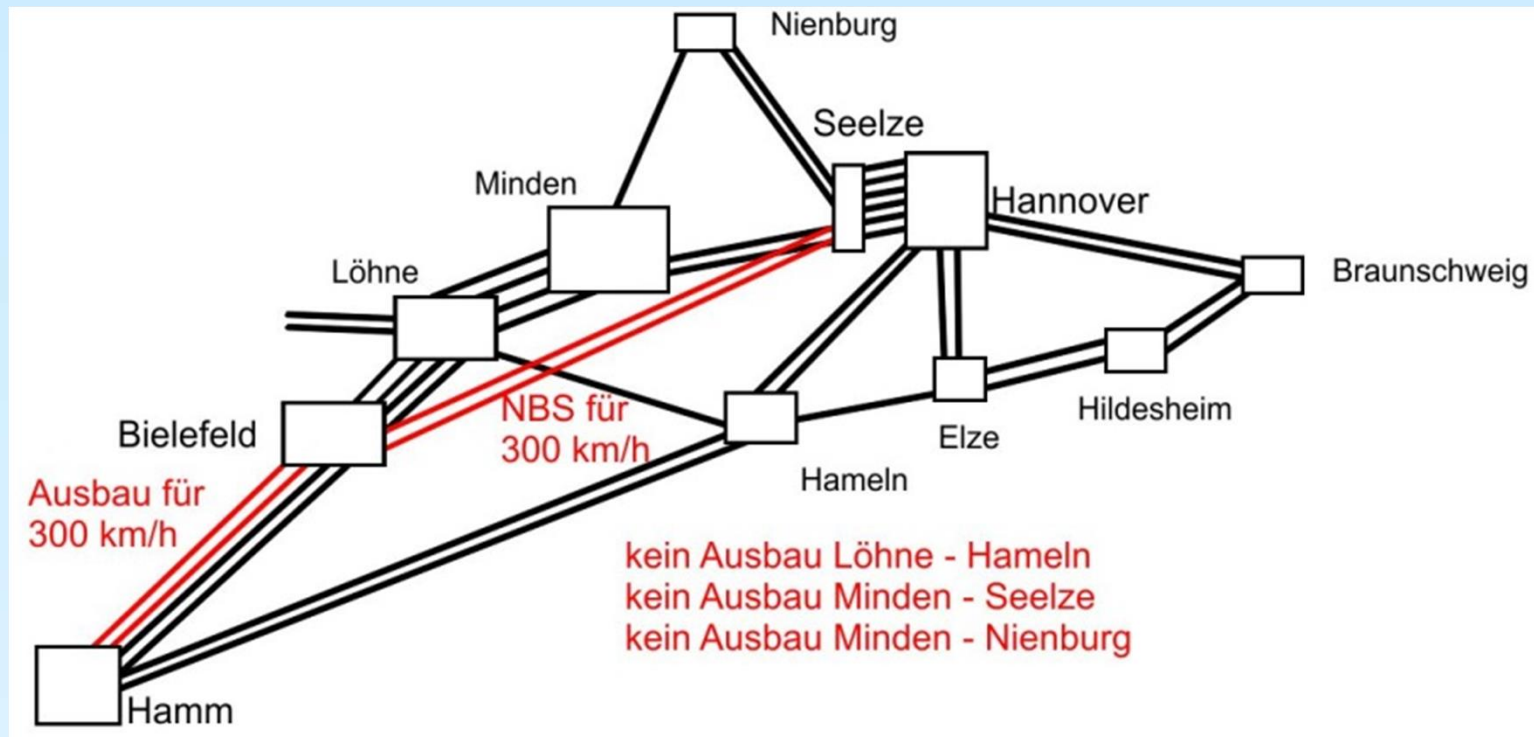 Nienburg
Seelze
Minden
Hannover
Löhne
Braunschweig
NBS für
300 km/h
Hildesheim
Bielefeld
Elze
Hameln
Ausbau für
300 km/h
kein Ausbau Löhne - Hameln
kein Ausbau Minden - Seelze
kein Ausbau Minden - Nienburg
Hamm